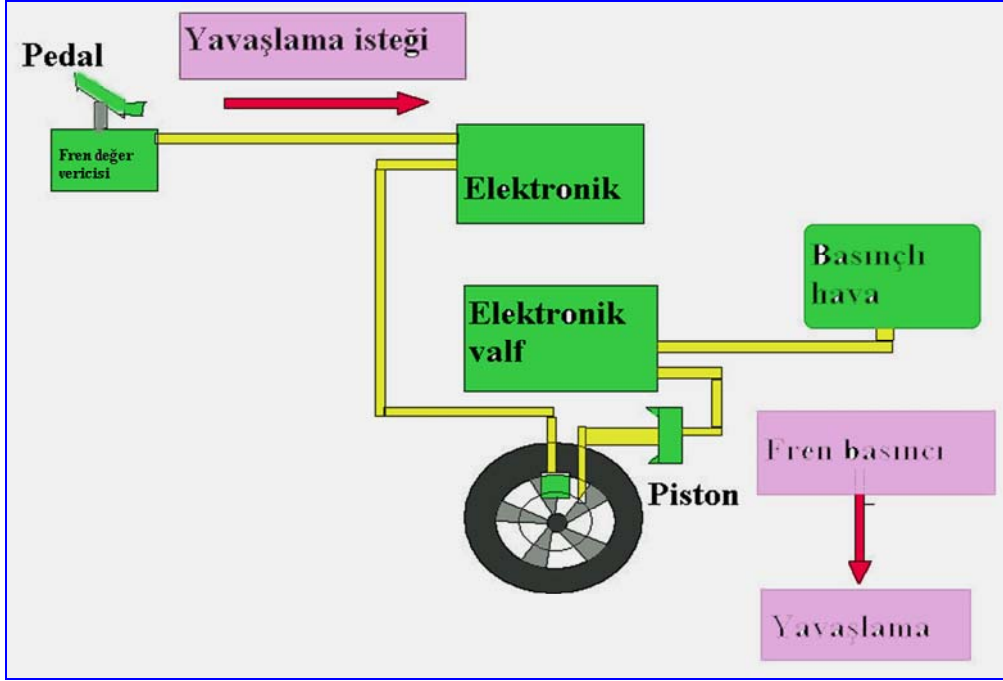 Yavaşlama isteği
Pedal
Fren değer
vericisi
Elektronik
Basınçlı
hava
Elektronik
valf
Fren basıncı
Piston
Yavaşlama